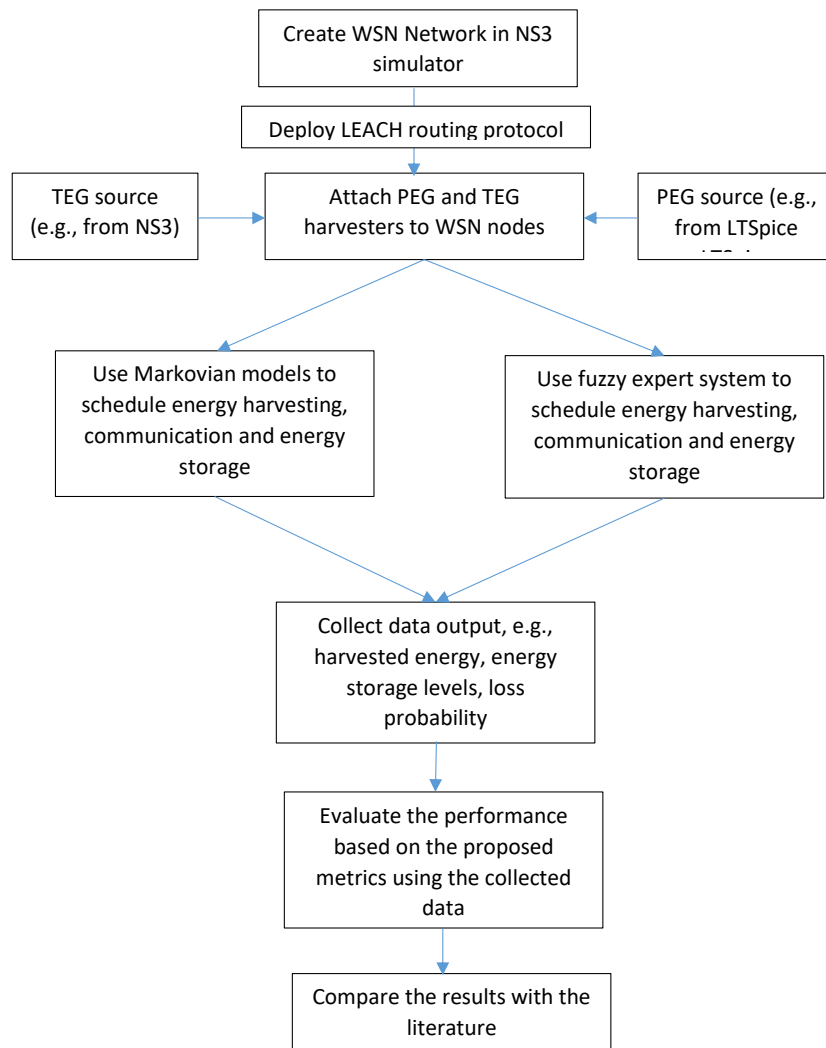 Create WSN Network in NS3
simulator
Deploy LEACH routing protocol
TEG source
(e.g., from NS3)
Attach PEG and TEG
harvesters to WSN nodes
PEG source (e.g.,
from LTSpice
Use Markovian models to
schedule energy harvesting,
communication and energy
storage
Use fuzzy expert system to
schedule energy harvesting,
communication and energy
storage
Collect data output, e.g.,
harvested energy, energy
storage levels, loss
probability
Evaluate the performance
based on the proposed
metrics using the collected
data
Compare the results with the
literature